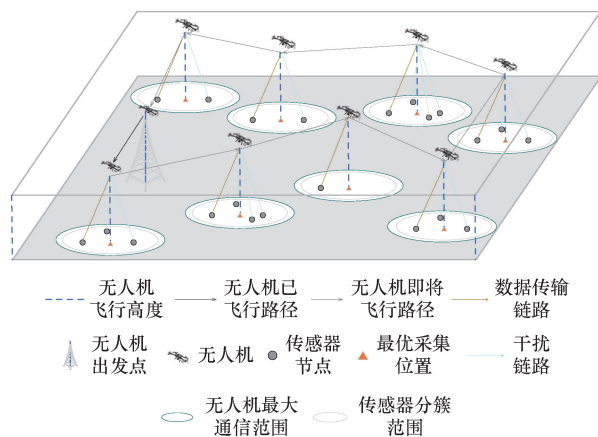 无人机
飞行高度
无人机已
飞行路径
无人机即将
飞行路径
数据传输
链路
无人机
出发点
无人机
传感器
节点
最优采集
位置
干扰
链路
无人机最大
通信范围
传感器分簇
范围